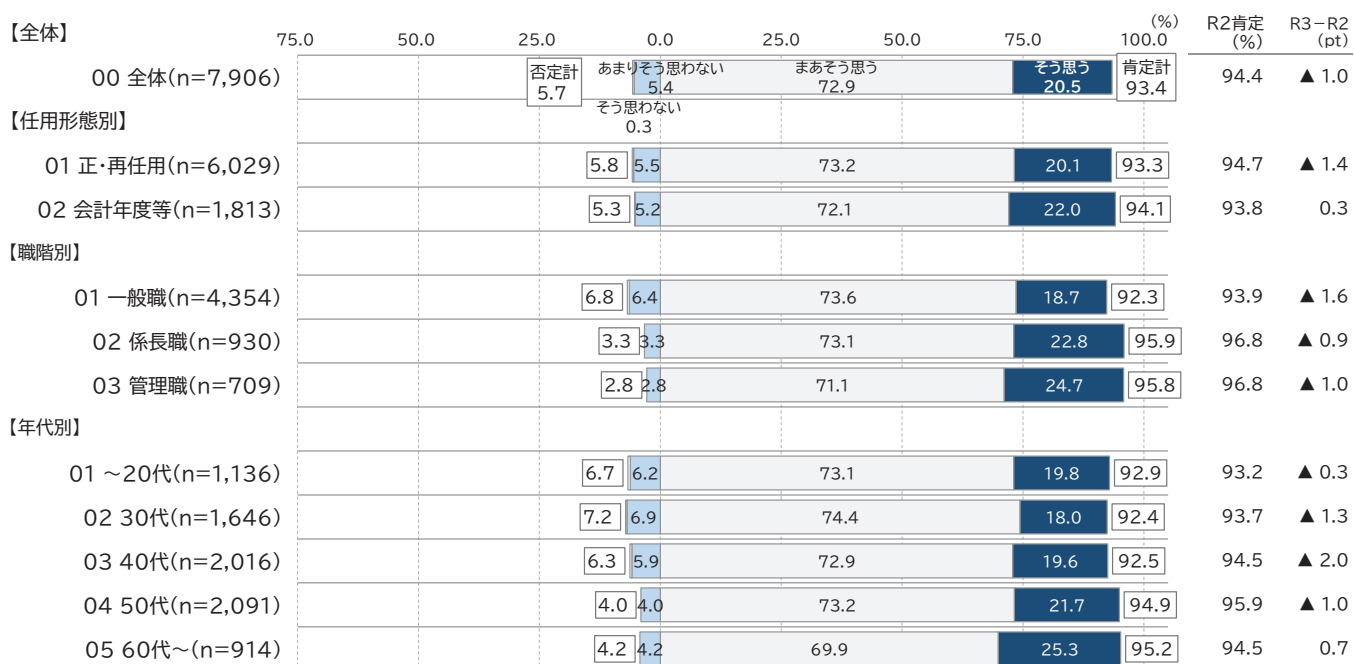 (%) R2肯定 R3−R2
【全体】 75.0 50.0 25.0 0.0 25.0 50.0 75.0 100.0 (%) (pt)
否定計 あまりそう思わない まあそう思う そう思う 肯定計
00 全体(n=7,906) 5.7 5.4 72.9 20.5 93.4 94.4 ▲ 1.0
そう思わない
【任用形態別】 0.3
01 正・再任用(n=6,029) 5.8 5.5 73.2 20.1 93.3 94.7 ▲ 1.4
02 会計年度等(n=1,813) 5.3 5.2 72.1 22.0 94.1 93.8 0.3
【職階別】
01 一般職(n=4,354) 6.8 6.4 73.6 18.7 92.3 93.9 ▲ 1.6
02 係長職(n=930) 3.3 3.3 73.1 22.8 95.9 96.8 ▲ 0.9
03 管理職(n=709) 2.8 2.8 71.1 24.7 95.8 96.8 ▲ 1.0
【年代別】
01 ～20代(n=1,136) 6.7 6.2 73.1 19.8 92.9 93.2 ▲ 0.3
02 30代(n=1,646) 7.2 6.9 74.4 18.0 92.4 93.7 ▲ 1.3
03 40代(n=2,016) 6.3 5.9 72.9 19.6 92.5 94.5 ▲ 2.0
04 50代(n=2,091) 4.0 4.0 73.2 21.7 94.9 95.9 ▲ 1.0
05 60代～(n=914) 4.2 4.2 69.9 25.3 95.2 94.5 0.7